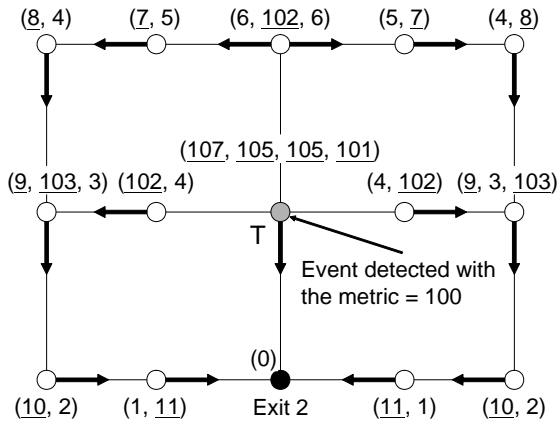 (8, 4) (7, 5) (6, 102, 6) (5, 7) (4, 8)
(107, 105, 105, 101)
(9, 103, 3) (102, 4) (4, 102) (9, 3, 103)
T
Event detected with
the metric = 100
(0)
(10, 2) (1, 11) Exit 2 (11, 1) (10, 2)